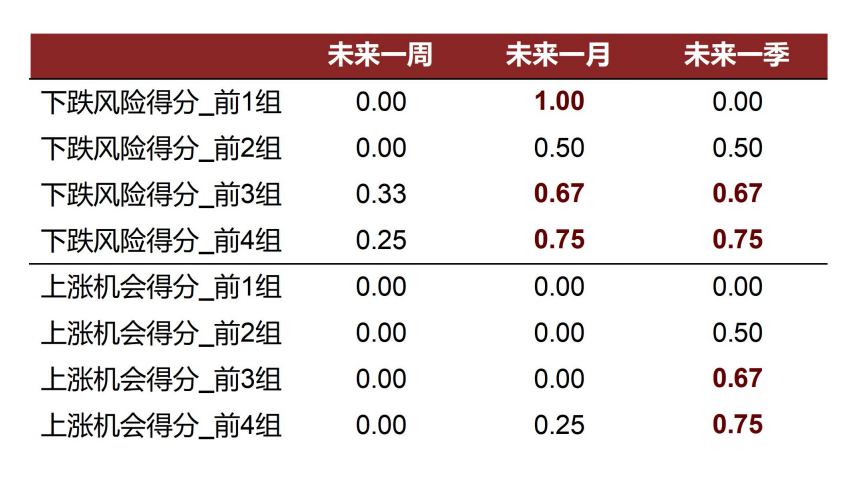 未来一周 未来一月 未来一季
下跌风险得分_前1组 0.00 1.00 0.00
下跌风险得分_前2组 0.00 0.50 0.50
下跌风险得分_前3组 0.33 0.67 0.67
下跌风险得分_前4组 0.25 0.75 0.75
上涨机会得分_前1组 0.00 0.00 0.00
上涨机会得分_前2组 0.00 0.00 0.50
上涨机会得分_前3组 0.00 0.00 0.67
上涨机会得分_前4组 0.00 0.25 0.75